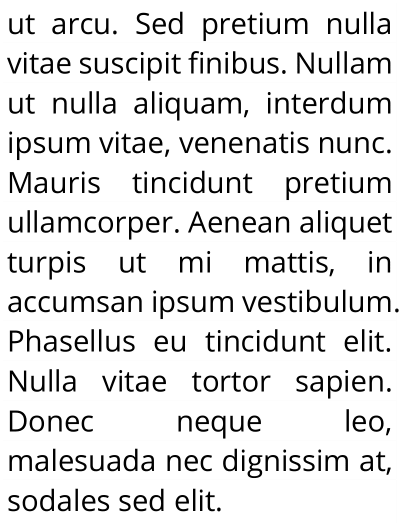 ut arcu. Sed pretium nulla
vitae suscipit finibus. Nullam
ut nulla aliquam, interdum
ipsum vitae, venenatis nunc.
Mauris tincidunt pretium
ullamcorper. Aenean aliquet
turpis ut mi mattis, in
accumsan ipsum vestibulum.
Phasellus eu tincidunt elit.
Nulla vitae tortor sapien.
Donec neque leo,
malesuada nec dignissim at,
sodales sed elit.